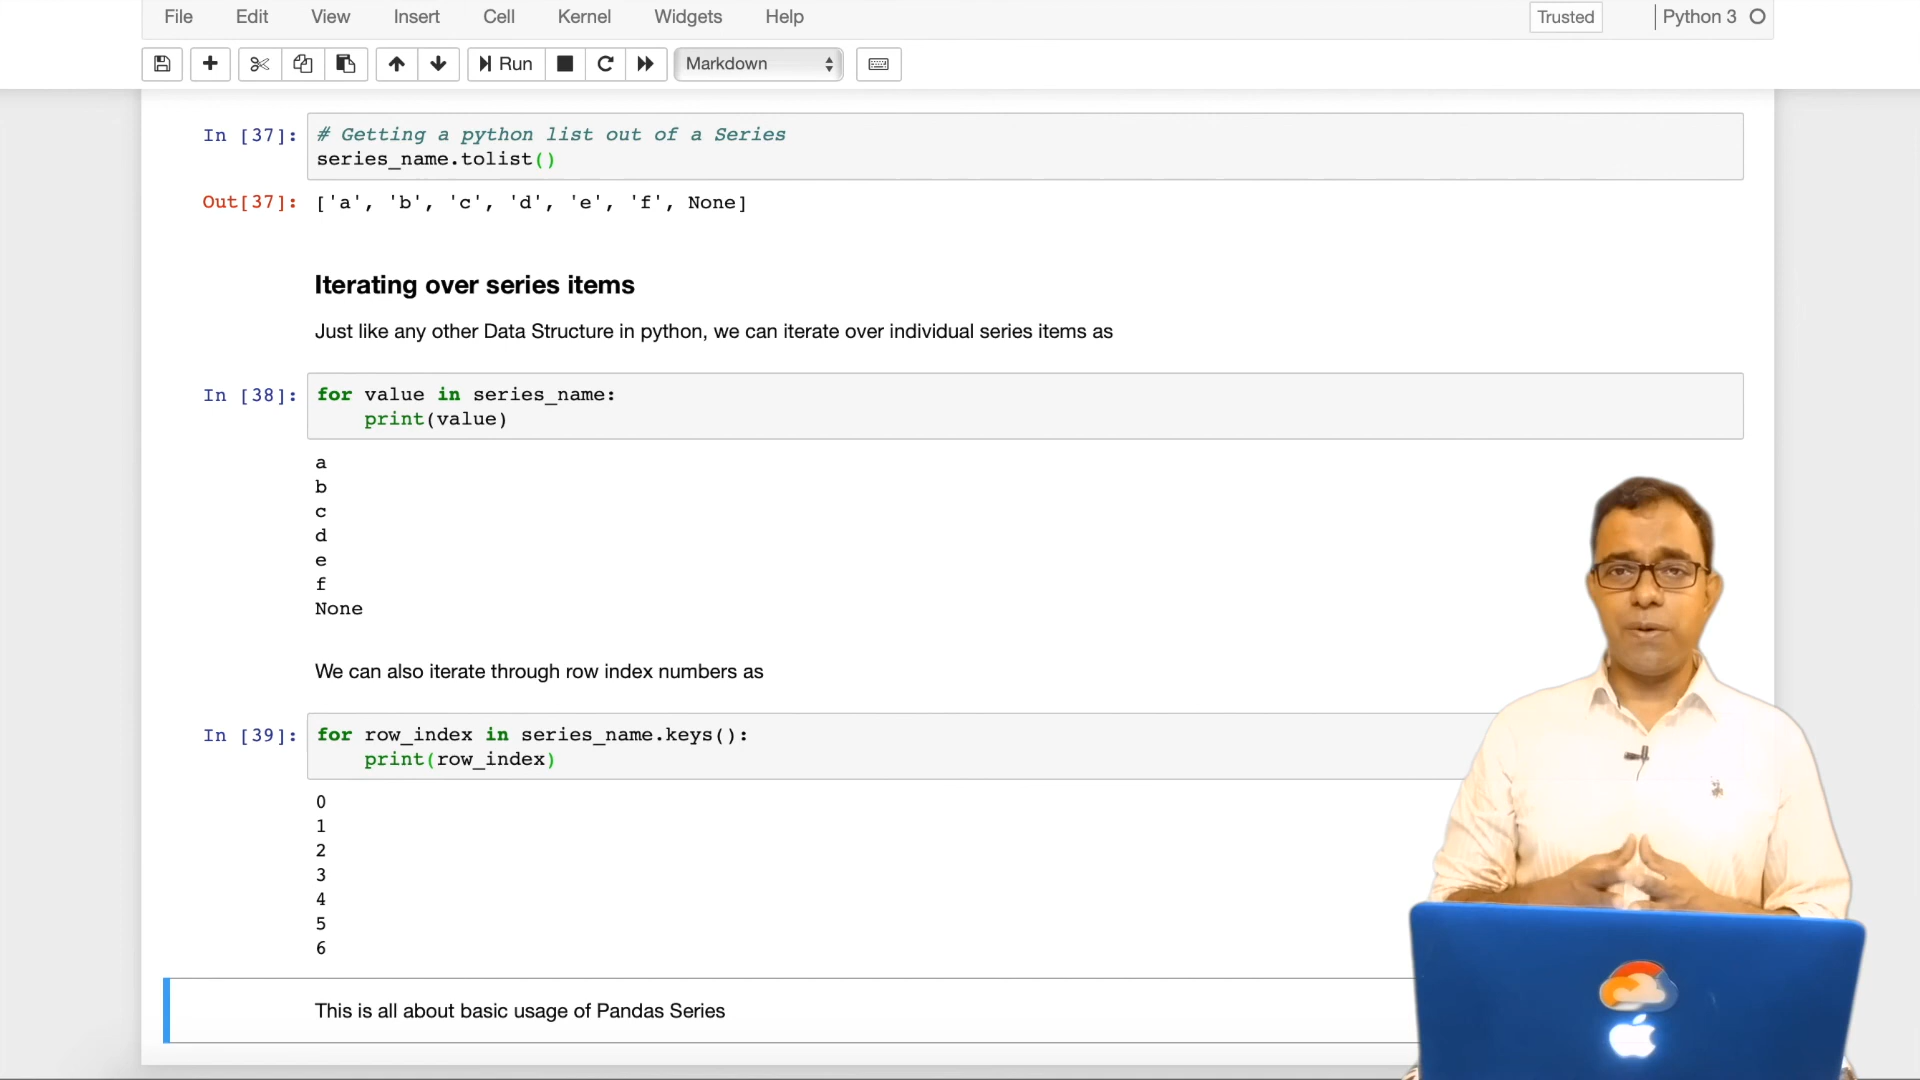 File Edit View Insert Cell Kernel Widgets Help Trusted Python 3
Run Markdown
In [37]: # Getting a python list out of a Series
series_name.tolist()
Out[37]: ['a', 'b', 'c', 'd', 'e', 'f', None]
Iterating over series items
Just like any other Data Structure in python, we can iterate over individual series items as
In [38]: for value in series_name:
print(value)
a
b
c
d
e
f
None
We can also iterate through row index numbers as
In [39]: for row_index in series_name.keys():
print(row_index)
0
1
2
3
4
5
6
This is all about basic usage of Pandas Series